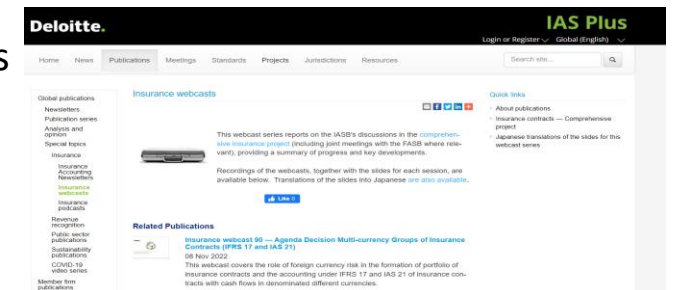 Deloitte.
IAS Plus
Login or Register Global (English)
S
Home News Publications Meetings Standards Projects Jurisdictions Resources
Search site...
Global publications
Newsletters
Publication series
Analysis and
opinion
Special topics
Insurance
Insurance
Accounting
Newsletters
Insurance
webcasts
Insurance
podcasts
Revenue
recognition
Public sector
publications
Sustainability
publications
COVID-19
video series
Member firm
publications
Insurance webcasts
This webcast series reports on the IASB's discussions in the comprehen-
sive insurance project (including joint meetings with the FASB where rele-
vant), providing a summary of progress and key developments.
Recordings of the webcasts, together with the slides for each session, are
available below. Translations of the slides into Japanese are also available.
Like 0
Related Publications
Insurance webcast 90 — Agenda Decision Multi-currency Groups of Insurance
Contracts (IFRS 17 and IAS 21)
08 Nov 2022
This webcast covers the role of foreign currency risk in the formation of portfolio of
insurance contracts and the accounting under IFRS 17 and IAS 21 of insurance con-
tracts with cash flows in denominated different currencies.
Quick links
About publications
Insurance contracts — Comprehensive
project
Japanese translations of the slides for this
webcast series